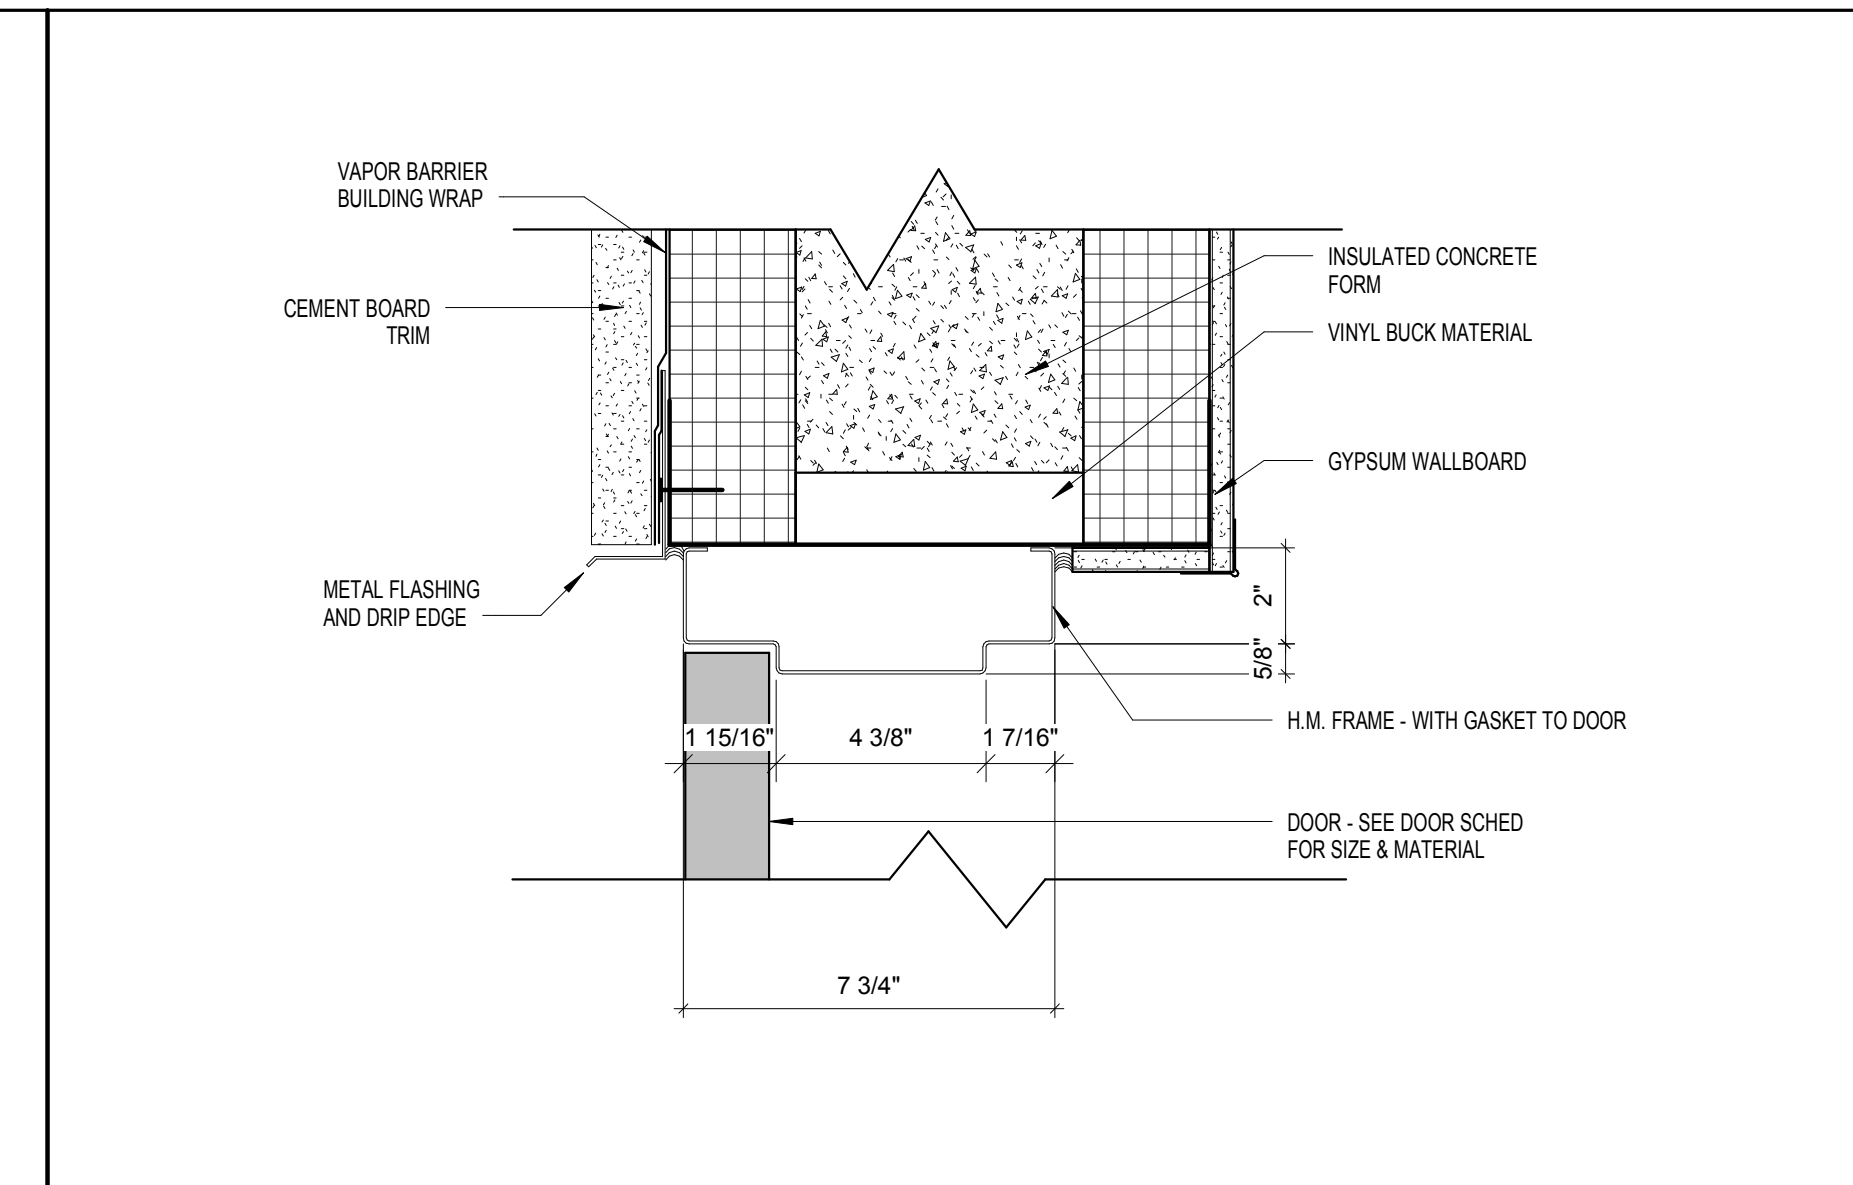 VAPOR BARRIER
BUILDING WRAP
CEMENT BOARD
TRIM
METAL FLASHING
AND DRIP EDGE
INSULATED CONCRETE
FORM
VINYL BUCK MATERIAL
GYPSUM WALLBOARD
2"
5/8"
H.M. FRAME - WITH GASKET TO DOOR
1 15/16"
4 3/8"
1 7/16"
DOOR - SEE DOOR SCHED
FOR SIZE & MATERIAL
7 3/4"